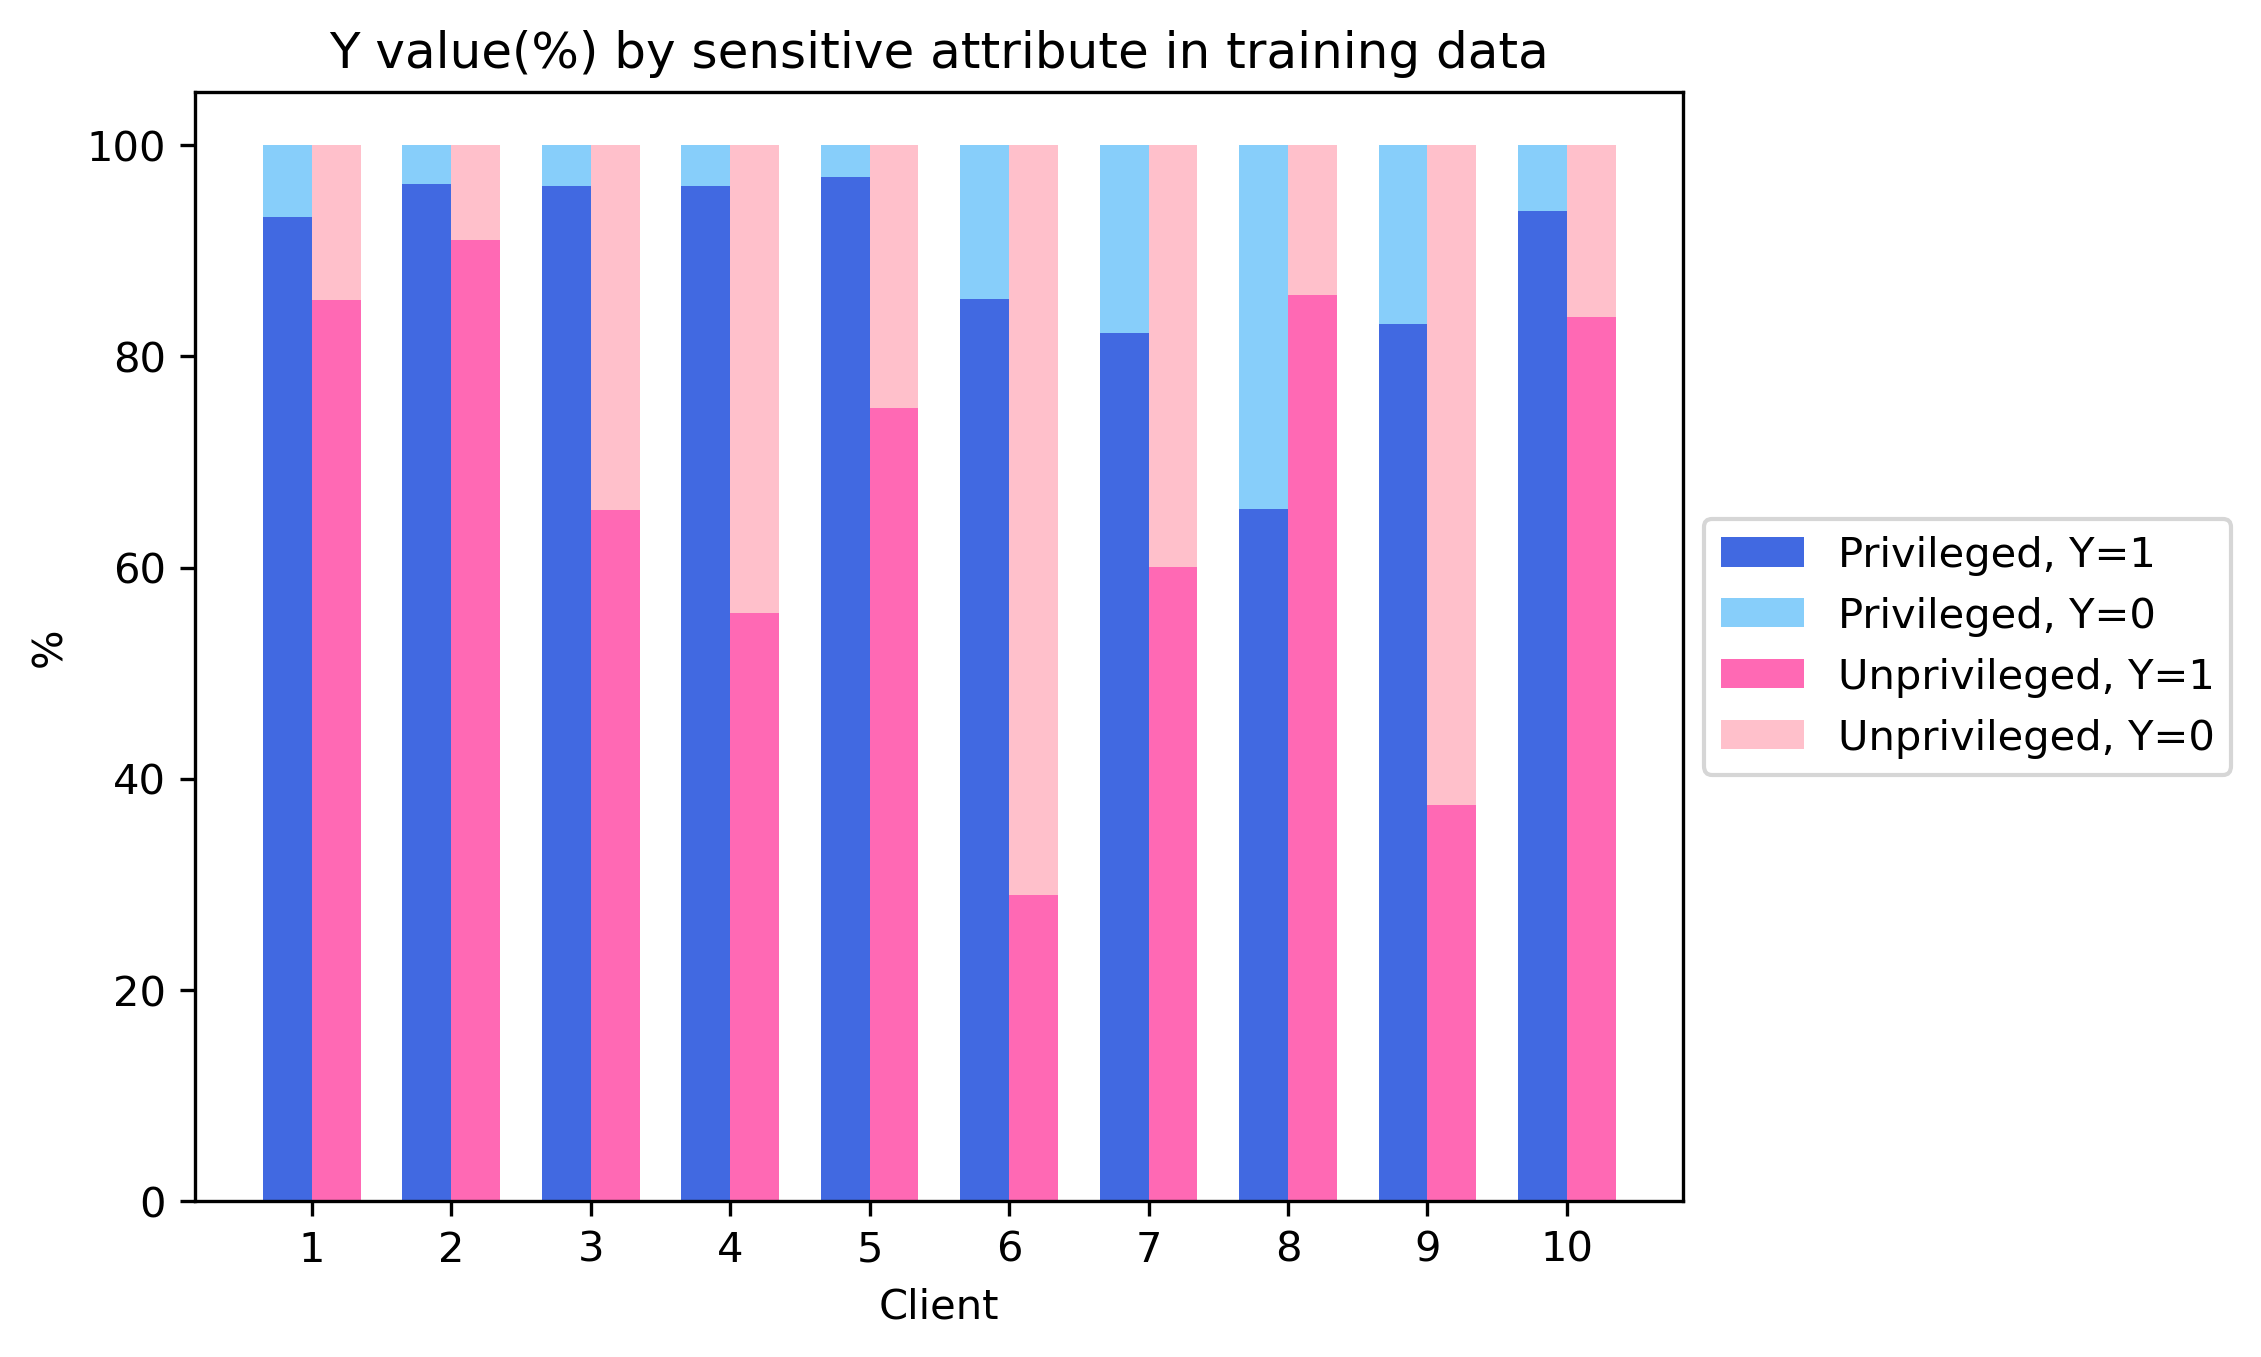 Y value(%) by sensitive attribute in training data
100
80
60
40
20
0
%
1 2 3 4 5 6 7 8 9 10
Client
Privileged, Y=1
Privileged, Y=0
Unprivileged, Y=1
Unprivileged, Y=0